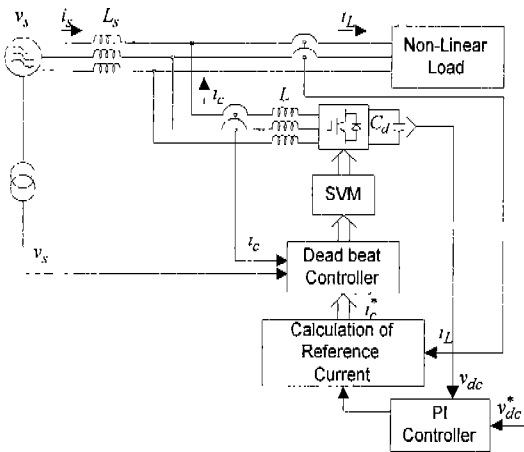 v_s i_s L_s i_L
Non-Linear
Load
i_c L C_d
SVM
v_s i_c
Dead beat
Controller
i_c^*
Calculation of
Reference
Current
i_L
v_dc
v_dc^*
PI
Controller